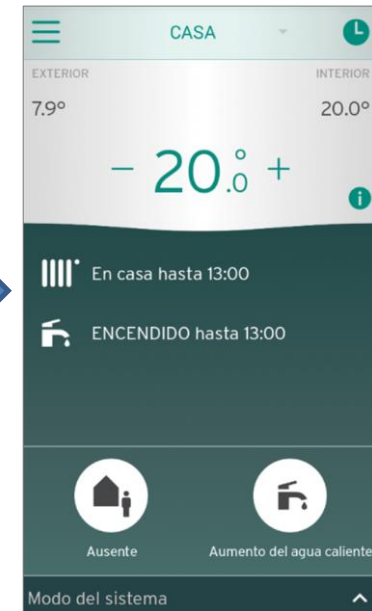 CASA
EXTERIOR INTERIOR
7.9° 20.0°
− 20.0° +
En casa hasta 13:00
ENCENDIDO hasta 13:00
Ausente Aumento del agua caliente
Modo del sistema